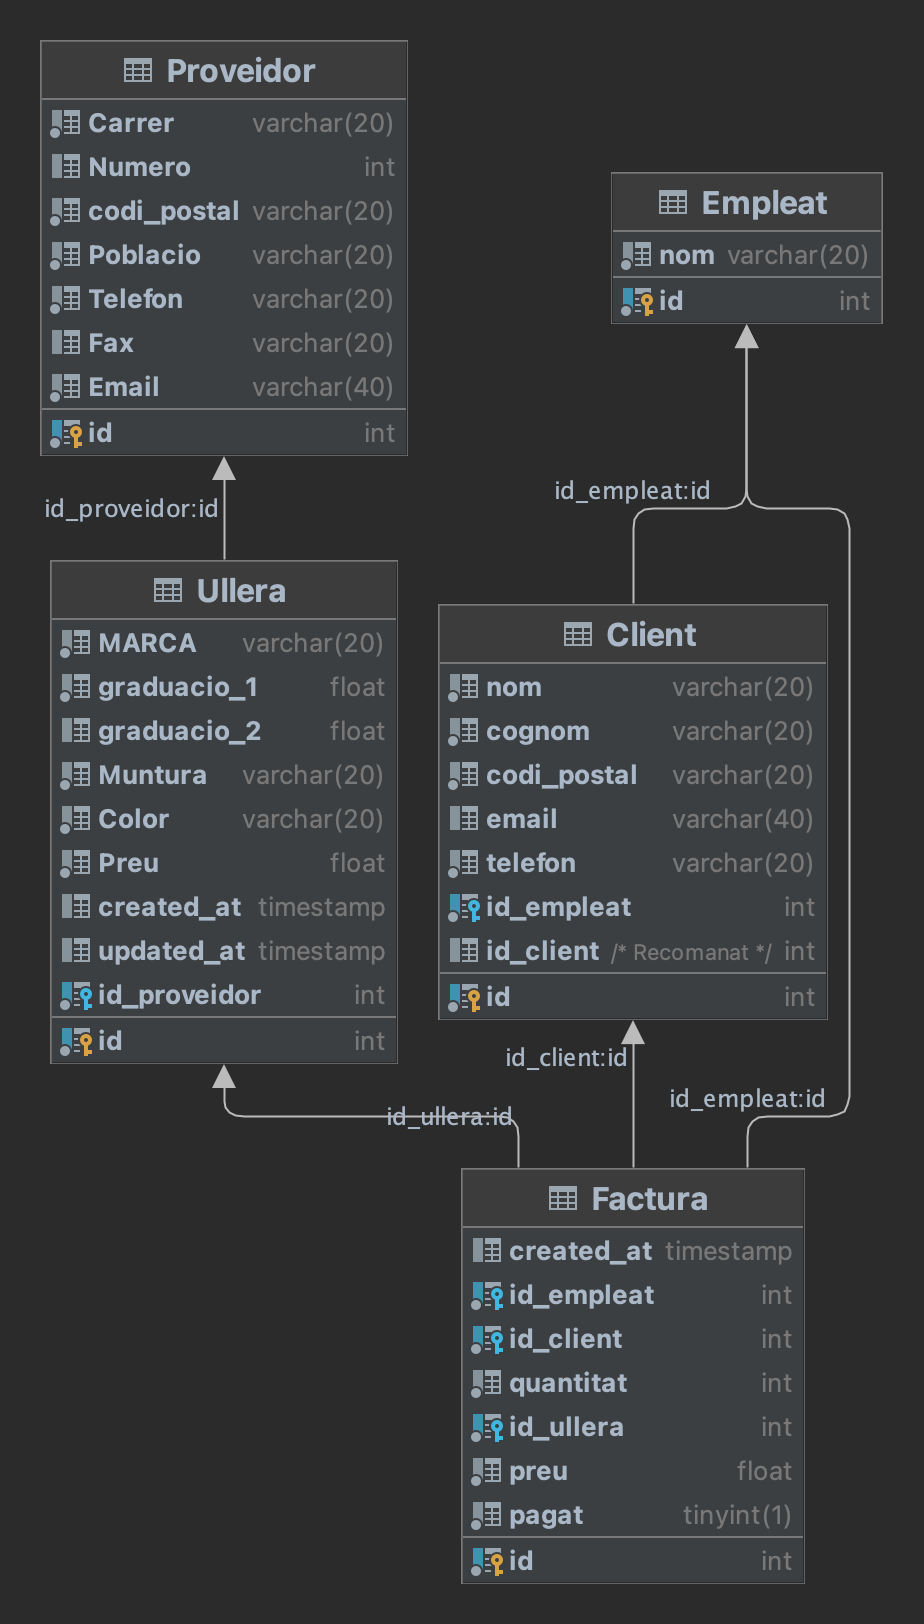 Proveidor
Carrer varchar(20)
Numero int
codi_postal varchar(20)
Poblacio varchar(20)
Telefon varchar(20)
Fax varchar(20)
Email varchar(40)
id int
Empleat
nom varchar(20)
id int
id_proveidor:id
id_empleat:id
Ullera
MARCA varchar(20)
graduacio_1 float
graduacio_2 float
Muntura varchar(20)
Color varchar(20)
Preu float
created_at timestamp
updated_at timestamp
id_proveidor int
id int
Client
nom varchar(20)
cognom varchar(20)
codi_postal varchar(20)
email varchar(40)
telefon varchar(20)
id_empleat int
id_client /* Recomanat */ int
id int
id_client:id
id_empleat:id
id_ullera:id
Factura
created_at timestamp
id_empleat int
id_client int
quantitat int
id_ullera int
preu float
pagat tinyint(1)
id int